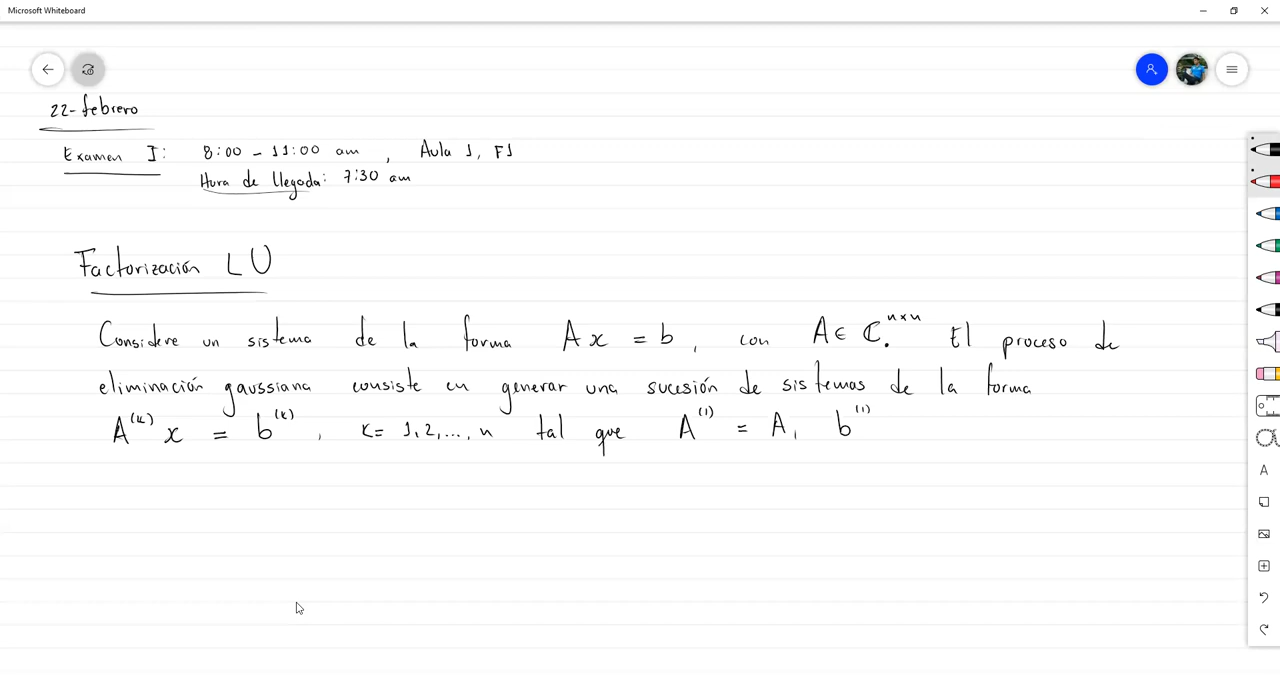 Microsoft Whiteboard
22-febrero
Examen I: 8:00 - 11:00 am, Aula 1, F1
Hora de llegada: 7:30 am
Factorización LU
Considere un sistema de la forma Ax = b, con A ∈ ℂⁿˣⁿ. El proceso de
eliminación gaussiana consiste en generar una sucesión de sistemas de la forma
A⁽ᵏ⁾ x = b⁽ᵏ⁾, k = 1,2,...,n tal que A⁽¹⁾ = A, b⁽¹⁾
A